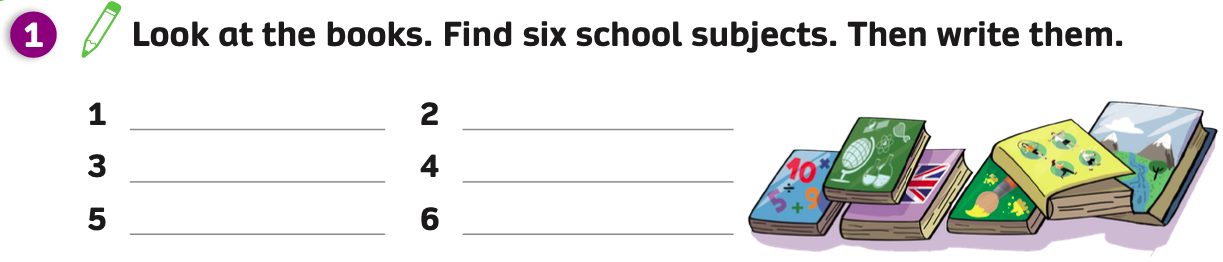 1 Look at the books. Find six school subjects. Then write them.
1 2
3 4
5 6
10 ×
÷
5 + 9